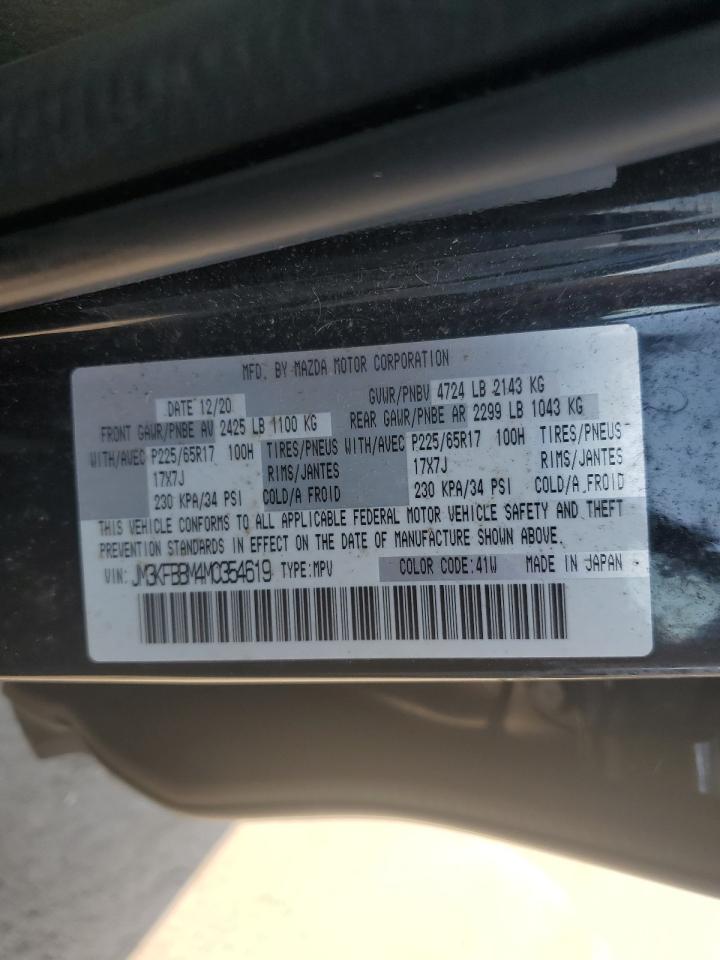 MFD. BY MAZDA MOTOR CORPORATION
DATE 12/20 GVWR/PNBV 4724 LB 2143 KG
FRONT GAWR/PNBE AV 2425 LB 1100 KG REAR GAWR/PNBE AR 2299 LB 1043 KG
WITH/AVEC P225/65R17 100H TIRES/PNEUS WITH/AVEC P225/65R17 100H TIRES/PNEUS
17X7J RIMS/JANTES 17X7J RIMS/JANTES
230 KPA/34 PSI COLD/A FROID 230 KPA/34 PSI COLD/A FROID
THIS VEHICLE CONFORMS TO ALL APPLICABLE FEDERAL MOTOR VEHICLE SAFETY AND THEFT
PREVENTION STANDARDS IN EFFECT ON THE DATE OF MANUFACTURE SHOWN ABOVE.
VIN: JM3KFBBM4M0354619 TYPE:MPV COLOR CODE:41W MADE IN JAPAN